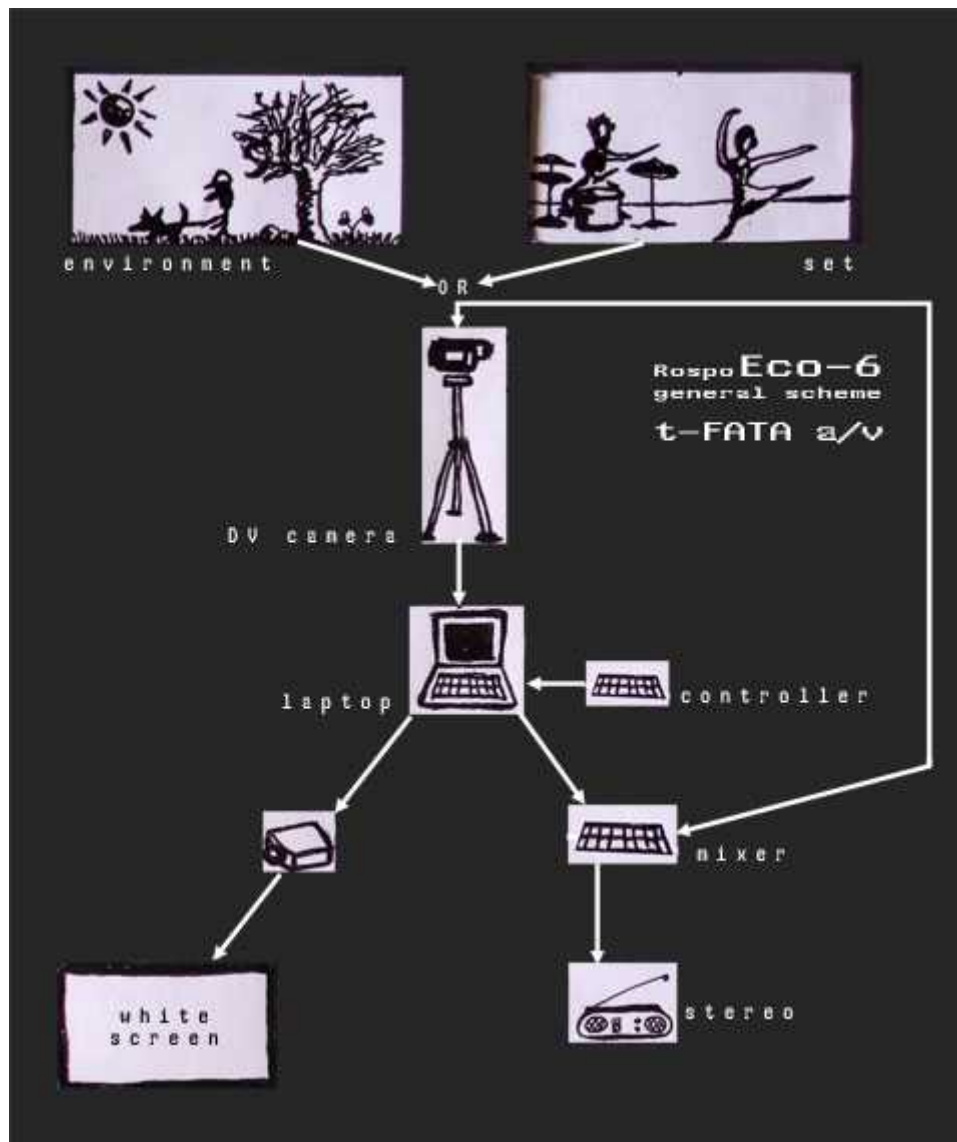 environment
set
OR
Rospo Eco-6
general scheme
t-FATA a/v
DV camera
laptop
controller
mixer
white
screen
stereo